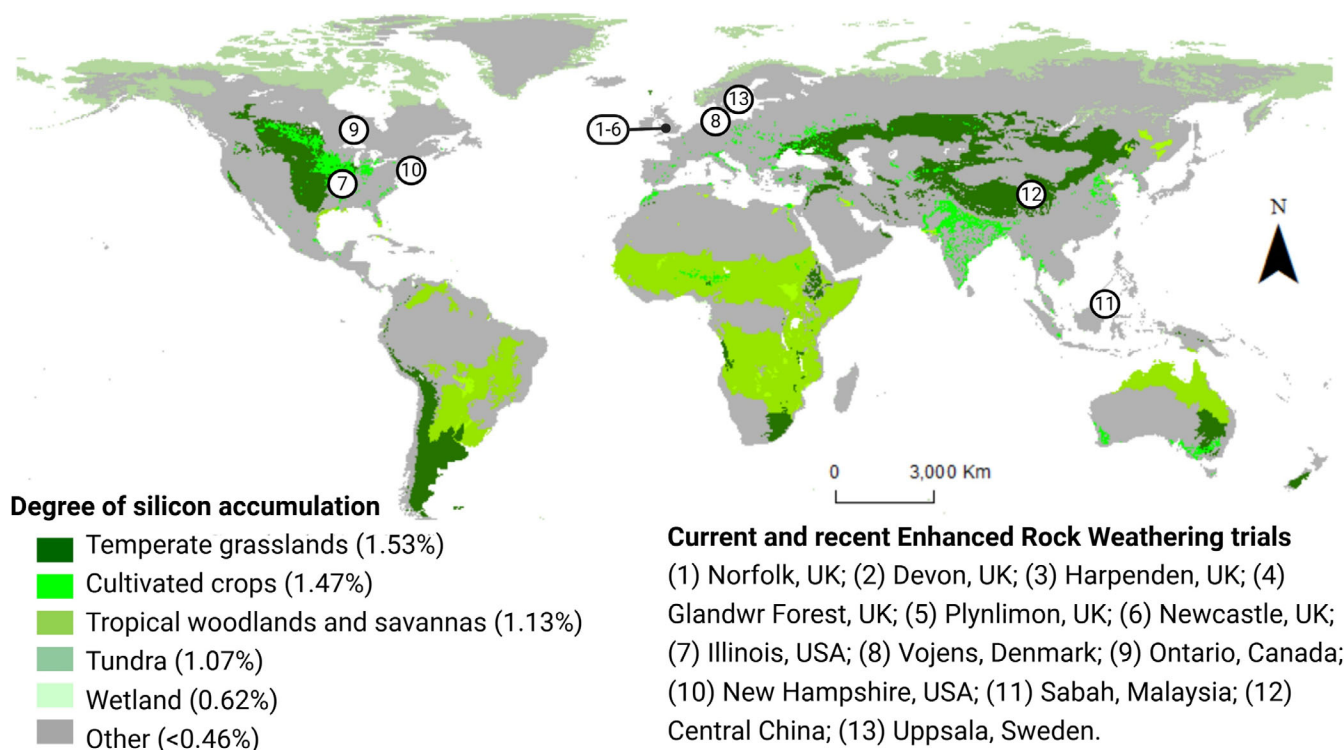 13
9
1-6
8
10
7
12
N
11
0 3,000 Km
Degree of silicon accumulation
Temperate grasslands (1.53%)
Cultivated crops (1.47%)
Tropical woodlands and savannas (1.13%)
Tundra (1.07%)
Wetland (0.62%)
Other (<0.46%)
Current and recent Enhanced Rock Weathering trials
(1) Norfolk, UK; (2) Devon, UK; (3) Harpenden, UK; (4)
Glandwr Forest, UK; (5) Plynlimon, UK; (6) Newcastle, UK;
(7) Illinois, USA; (8) Vojens, Denmark; (9) Ontario, Canada;
(10) New Hampshire, USA; (11) Sabah, Malaysia; (12)
Central China; (13) Uppsala, Sweden.